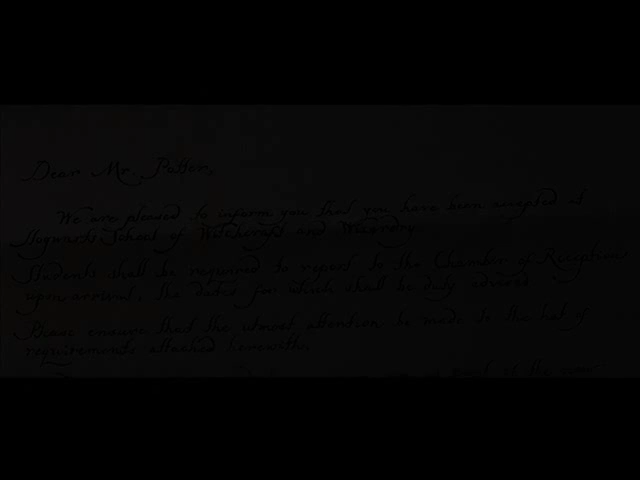 Dear Mr. Potter,
We are pleased to inform you that you have been accepted at
Hogwarts School of Witchcraft and Wizardry.
Students shall be required to report to the Chamber of Reception
upon arrival, the dates for which shall be duly advised.
Please ensure that the utmost attention be made to the list of
requirements attached herewith.
of the